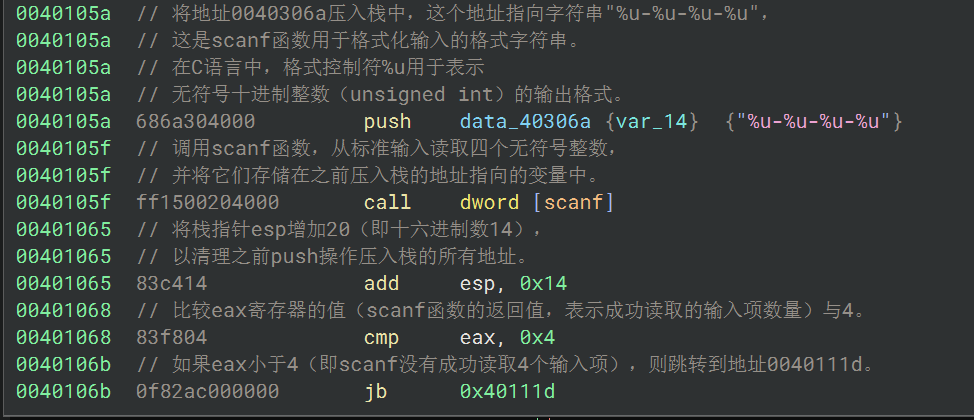 0040105a // 将地址0040306a压入栈中，这个地址指向字符串"%u-%u-%u-%u"，
0040105a // 这是scanf函数用于格式化输入的格式字符串。
0040105a // 在C语言中，格式控制符%u用于表示
0040105a // 无符号十进制整数（unsigned int）的输出格式。
0040105a 686a304000 push data_40306a {var_14} {"%u-%u-%u-%u"}
0040105f // 调用scanf函数，从标准输入读取四个无符号整数，
0040105f // 并将它们存储在之前压入栈的地址指向的变量中。
0040105f ff1500204000 call dword [scanf]
00401065 // 将栈指针esp增加20（即十六进制数14），
00401065 // 以清理之前push操作压入栈的所有地址。
00401065 83c414 add esp, 0x14
00401068 // 比较eax寄存器的值（scanf函数的返回值，表示成功读取的输入项数量）与4。
00401068 83f804 cmp eax, 0x4
0040106b // 如果eax小于4（即scanf没有成功读取4个输入项），则跳转到地址0040111d。
0040106b 0f82ac000000 jb 0x40111d